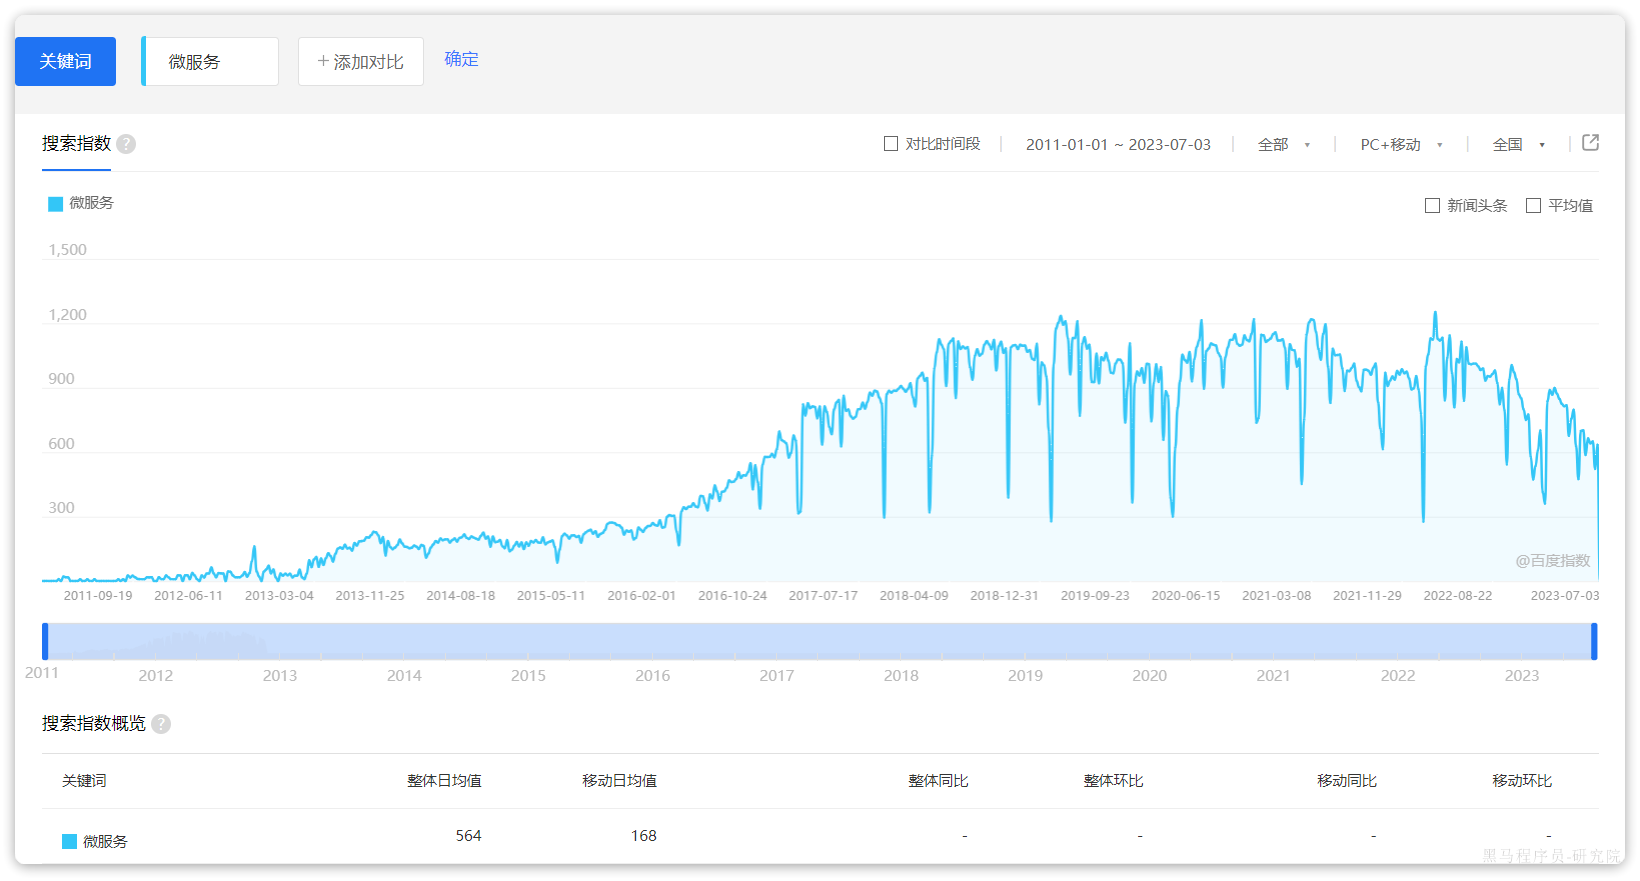 关键词 微服务 +添加对比 确定
搜索指数 ? 对比时间段 2011-01-01 ~ 2023-07-03 全部 PC+移动 全国
微服务 新闻头条 平均值
1,500
1,200
900
600
300
@百度指数
2011-09-19 2012-06-11 2013-03-04 2013-11-25 2014-08-18 2015-05-11 2016-02-01 2016-10-24 2017-07-17 2018-04-09 2018-12-31 2019-09-23 2020-06-15 2021-03-08 2021-11-29 2022-08-22 2023-07-03
2011 2012 2013 2014 2015 2016 2017 2018 2019 2020 2021 2022 2023
搜索指数概览 ?
关键词 整体日均值 移动日均值 整体同比 整体环比 移动同比 移动环比
微服务 564 168 - - - -
黑马程序员-研究院